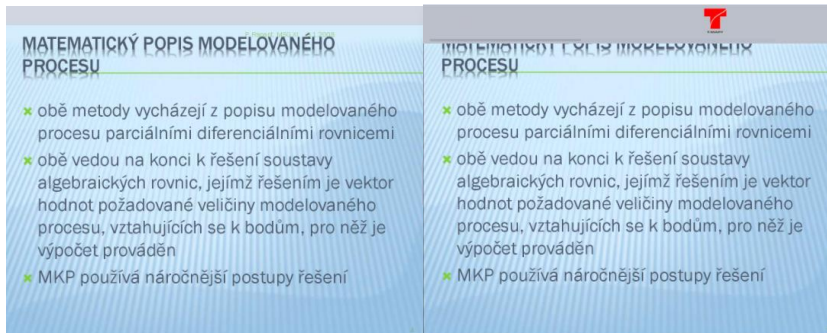 MATEMATICKÝ POPIS MODELOVANÉHO
PROCESU
obě metody vycházejí z popisu modelovaného
procesu parciálními diferenciálními rovnicemi
obě vedou na konci k řešení soustavy
algebraických rovnic, jejímž řešením je vektor
hodnot požadované veličiny modelovaného
procesu, vztahujících se k bodům, pro něž je
výpočet prováděn
MKP používá náročnější postupy řešení
PROCESU
obě metody vycházejí z popisu modelovaného
procesu parciálními diferenciálními rovnicemi
obě vedou na konci k řešení soustavy
algebraických rovnic, jejímž řešením je vektor
hodnot požadované veličiny modelovaného
procesu, vztahujících se k bodům, pro něž je
výpočet prováděn
MKP používá náročnější postupy řešení